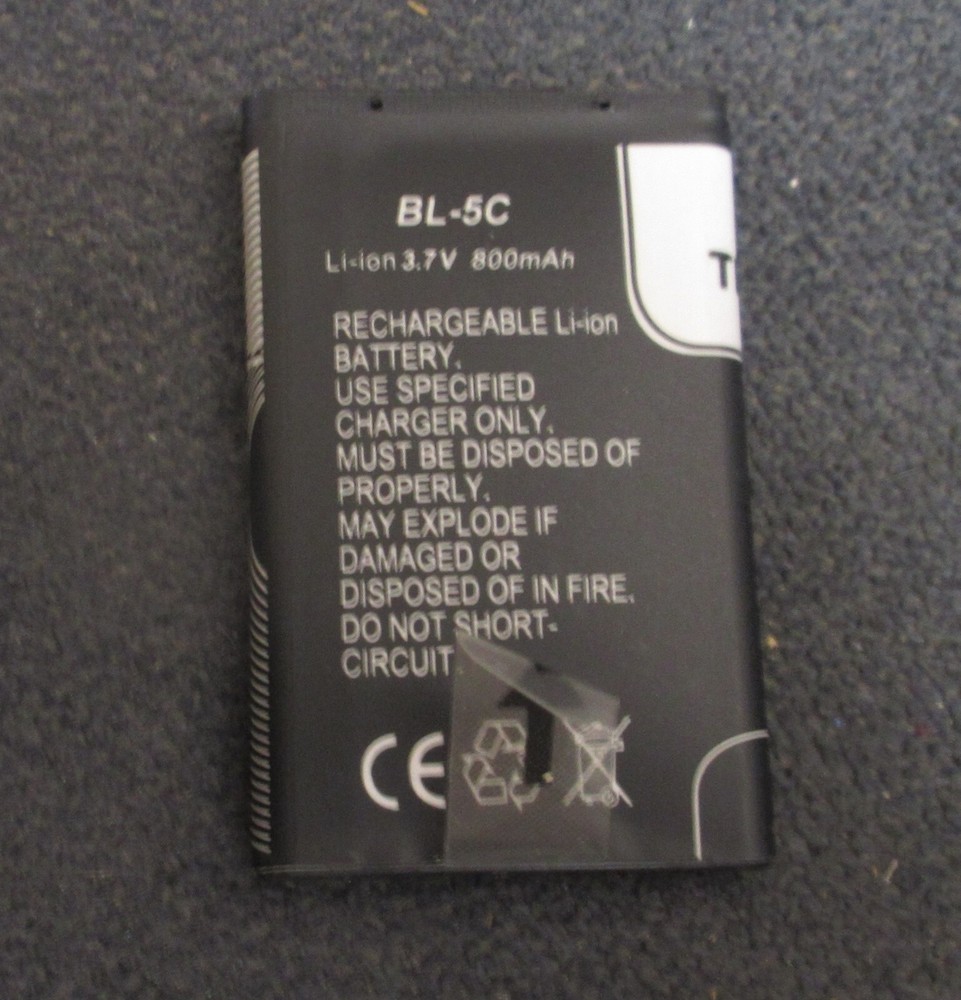 BL-5C
Li-ion 3.7V 800mAh
T
RECHARGEABLE Li-ion
BATTERY.
USE SPECIFIED
CHARGER ONLY.
MUST BE DISPOSED OF
PROPERLY.
MAY EXPLODE IF
DAMAGED OR
DISPOSED OF IN FIRE.
DO NOT SHORT-
CIRCUIT.
CE